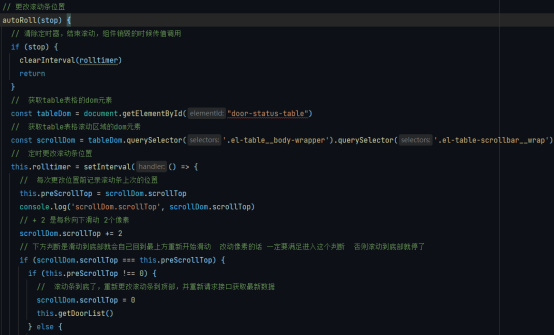 // 更改滚动条位置
autoRoll(stop) {
// 清除定时器，结束滚动，组件销毁的时候传值调用
if (stop) {
clearInterval(rolltimer)
return
}
// 获取table表格的dom元素
const tableDom = document.getElementById( elementId: "door-status-table")
// 获取table表格滚动区域的dom元素
const scrollDom = tableDom.querySelector( selectors: '.el-table__body-wrapper').querySelector( selectors: '.el-table-scrollbar__wrap')
// 定时更改滚动条位置
this.rolltimer = setInterval( handler: () => {
// 每次更改位置前记录滚动条上次的位置
this.preScrollTop = scrollDom.scrollTop
console.log('scrollDom.scrollTop', scrollDom.scrollTop)
// + 2 是每秒向下滑动 2个像素
scrollDom.scrollTop += 2
// 下方判断是滑动到底部就会自己回到最上方重新开始滑动 改动像素的话 一定要满足进入这个判断 否则滚动到底部就停了
if (scrollDom.scrollTop === this.preScrollTop) {
if (this.preScrollTop !== 0) {
// 滚动条到底了，重新更改滚动条到顶部，并重新请求接口获取最新数据
scrollDom.scrollTop = 0
this.getDoorList()
} else {